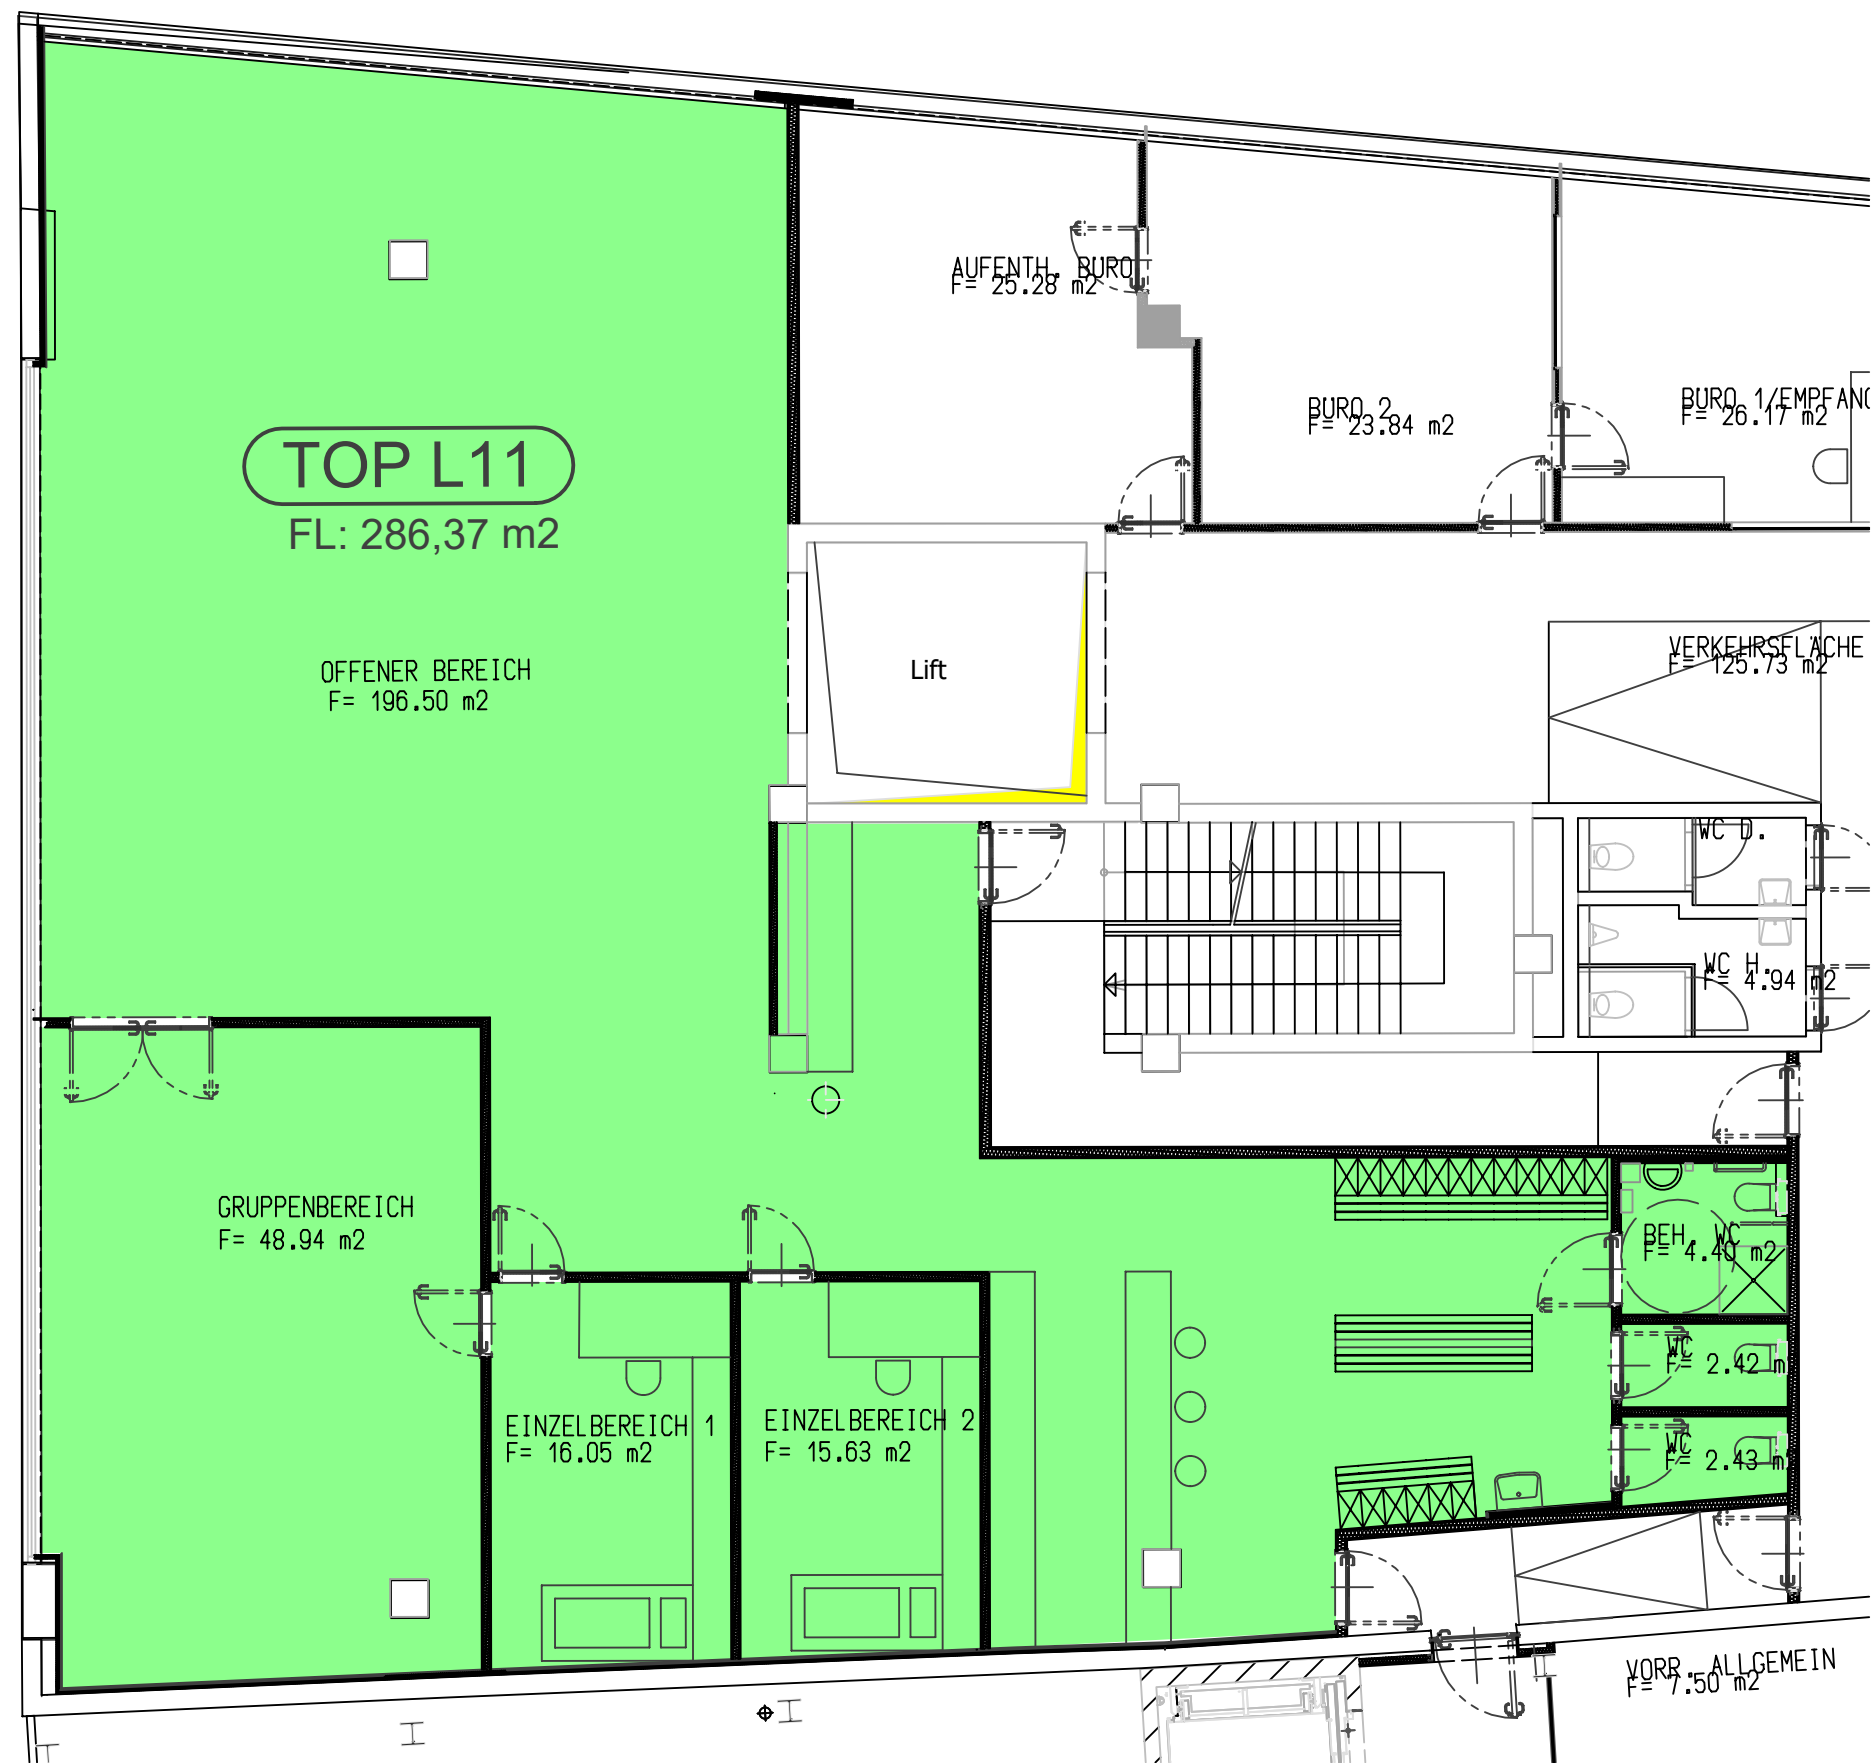 AUFENTH. BÜRO
F= 25.28 m2
BÜRO 2
F= 23.84 m2
BÜRO 1/EMPFANG
F= 26.17 m2
TOP L11
FL: 286,37 m2
OFFENER BEREICH
F= 196.50 m2
Lift
VERKEHRSFLÄCHE
F= 125.73 m2
WC D.
WC H.
F= 4.94 m2
GRUPPENBEREICH
F= 48.94 m2
BEH. WC
F= 4.40 m2
WC
F= 2.42 m
EINZELBEREICH 1
F= 16.05 m2
EINZELBEREICH 2
F= 15.63 m2
WC
F= 2.43 m2
VORR. ALLGEMEIN
F= 7.50 m2